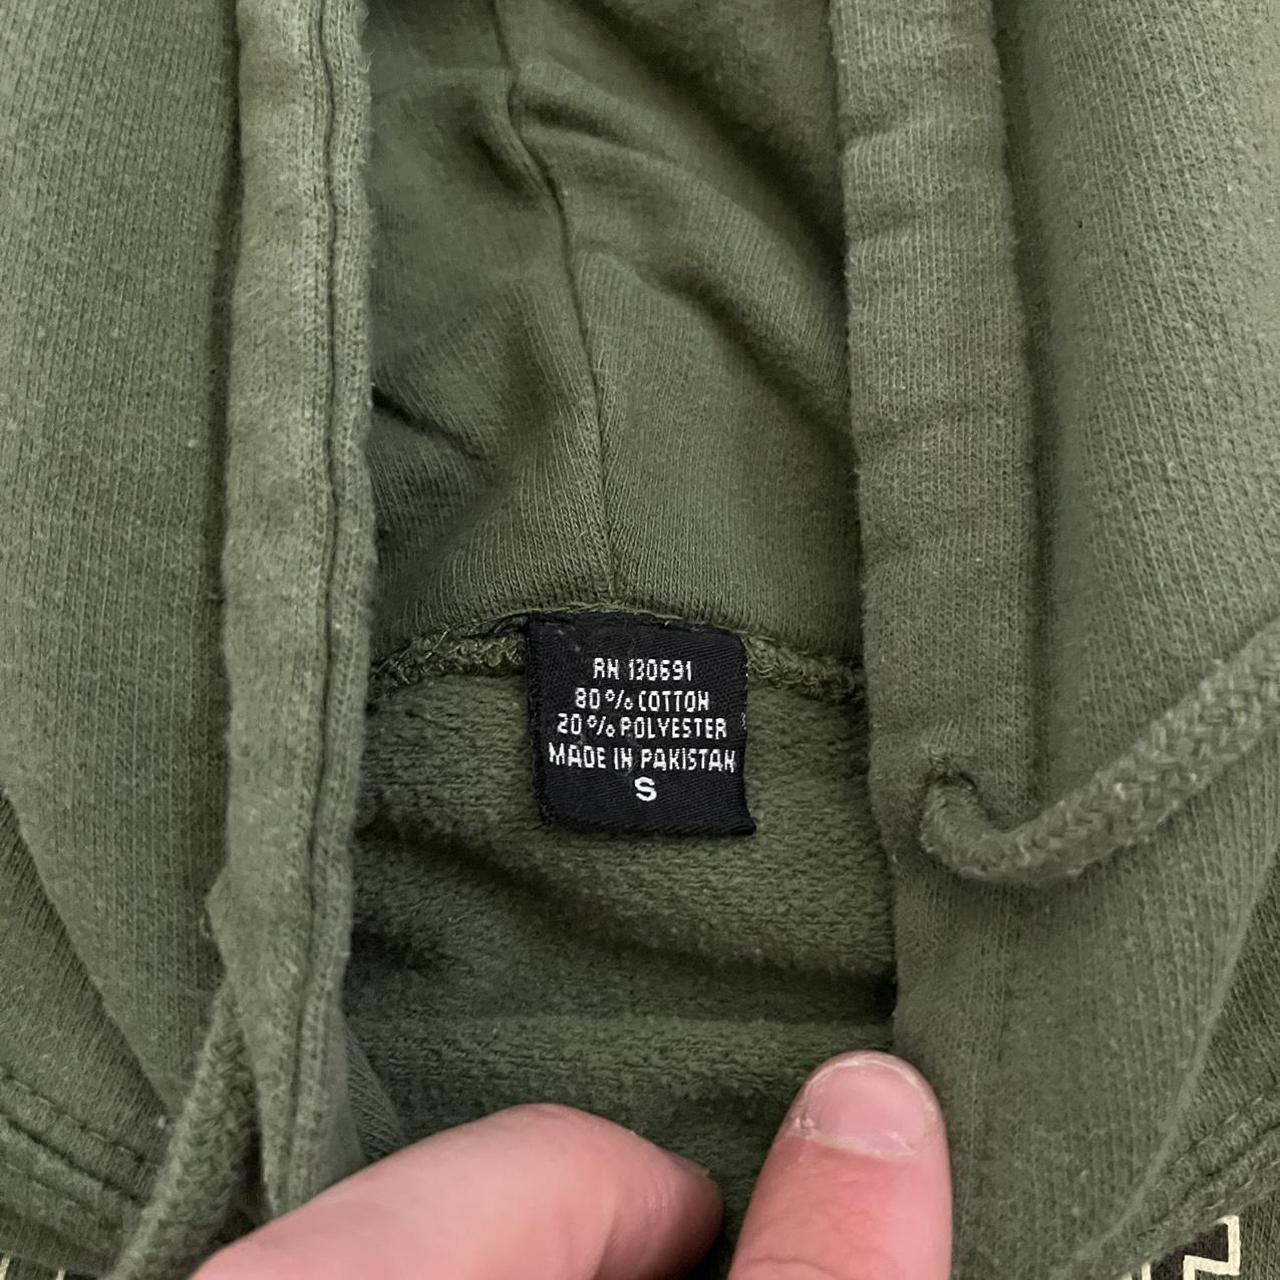 RN 130691
80% COTTON
20% POLYESTER
MADE IN PAKISTAN
S